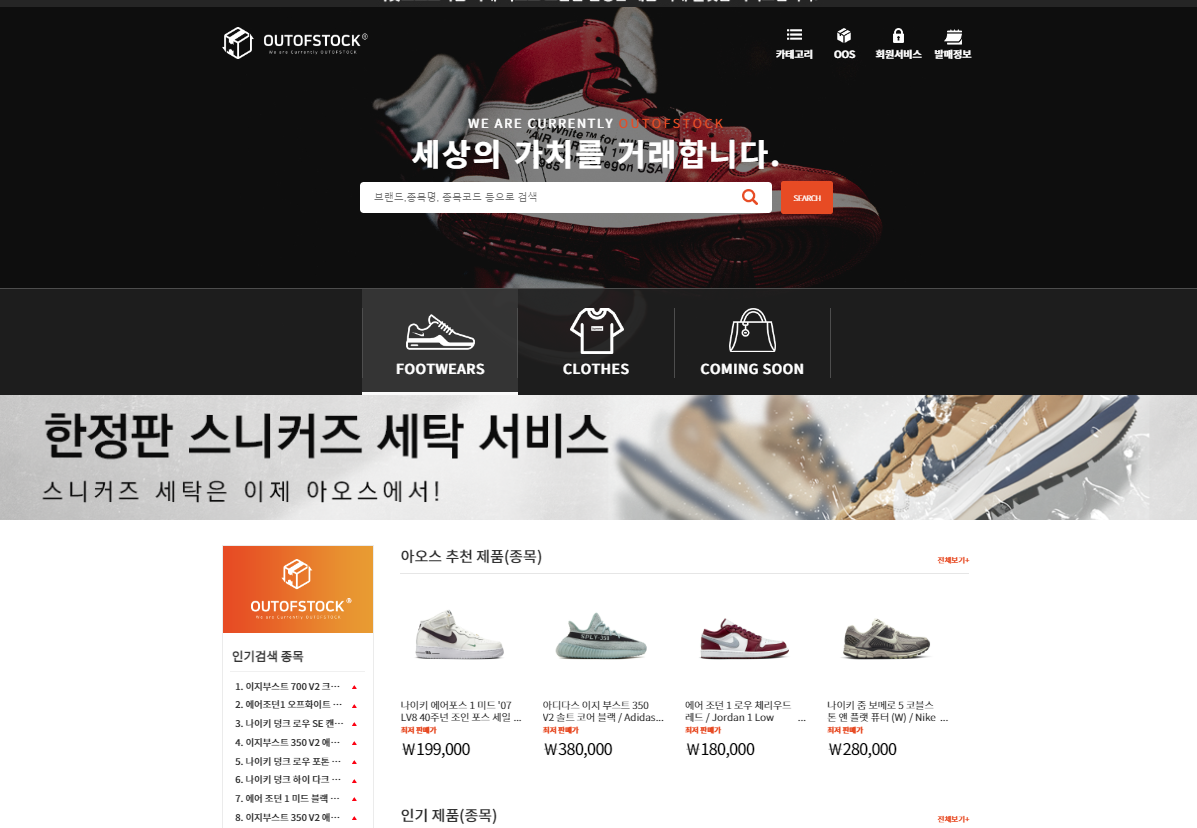 OUTOFSTOCK®
We are Currently OUTOFSTOCK
카테고리
OOS
회원서비스
발매정보
WE ARE CURRENTLY OUTOFSTOCK
세상의 가치를 거래합니다.
브랜드,종목명, 종목코드 등으로 검색
SEARCH
FOOTWEARS
CLOTHES
COMING SOON
한정판 스니커즈 세탁 서비스
스니커즈 세탁은 이제 아오스에서!
OUTOFSTOCK®
We are Currently OUTOFSTOCK
인기검색 종목
1. 이지부스트 700 V2 크…
2. 에어조던1 오프화이트 …
3. 나이키 덩크 로우 SE 캔…
4. 이지부스트 350 V2 에…
5. 나이키 덩크 로우 포톤 …
6. 나이키 덩크 하이 다크 …
7. 에어 조던 1 미드 블랙 …
8. 이지부스트 350 V2 에…
아오스 추천 제품(종목)
전체보기+
나이키 에어포스 1 미드 '07
LV8 40주년 조인 포스 세일 ...
최저 판매가
₩199,000
아디다스 이지 부스트 350
V2 솔트 코어 블랙 / Adidas...
최저 판매가
₩380,000
에어 조던 1 로우 체리우드
레드 / Jordan 1 Low ...
최저 판매가
₩180,000
나이키 줌 보메로 5 코블스
톤 앤 플랫 퓨터 (W) / Nike ...
최저 판매가
₩280,000
인기 제품(종목)
전체보기+